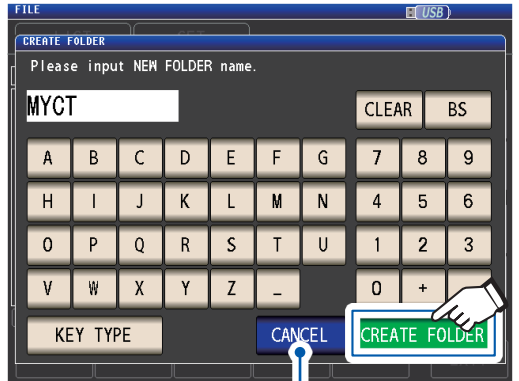 FILE USB
CREATE FOLDER
Please input NEW FOLDER name.
MYCT CLEAR BS
A B C D E F G 7 8 9
H I J K L M N 4 5 6
O P Q R S T U 1 2 3
V W X Y Z _ 0 +
KEY TYPE CANCEL CREATE FOLDER